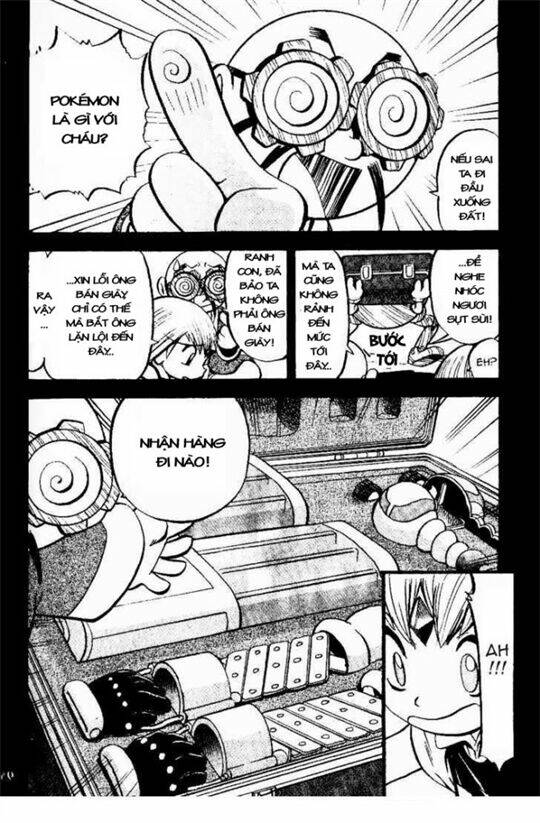 POKÉMON
LÀ GÌ VỚI
CHÁU?
NẾU SAI
TA ĐI
ĐẦU
XUỐNG
ĐẤT!
RA
VẬY ...
...XIN LỖI ÔNG
BÁN GIÀY
CHỈ CÓ THẾ
MÀ BẮT ÔNG
LẶN LỘI ĐẾN
ĐÂY...
RANH
CON, ĐÃ
BẢO TA
KHÔNG
PHẢI ÔNG
BÁN
GIÀY!
MÀ TA
CŨNG
KHÔNG
RẢNH
ĐẾN
MỨC
TỚI
ĐÂY...
BƯỚC
TỚI...
ĐỂ
NGHE
NHÓC
NGƯƠI
SỤT SÙI!
EH?
NHẬN HÀNG
ĐI NÀO!
AH
!!!